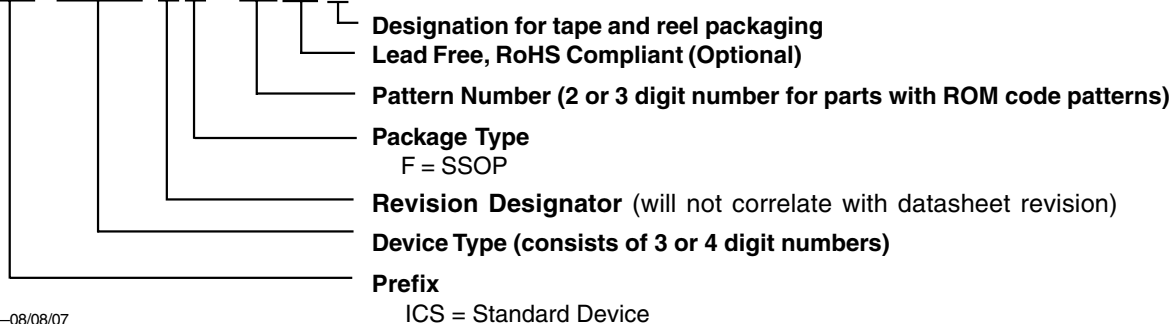 Designation for tape and reel packaging
Lead Free, RoHS Compliant (Optional)
Pattern Number (2 or 3 digit number for parts with ROM code patterns)
Package Type
F = SSOP
Revision Designator (will not correlate with datasheet revision)
Device Type (consists of 3 or 4 digit numbers)
Prefix
ICS = Standard Device
—08/08/07